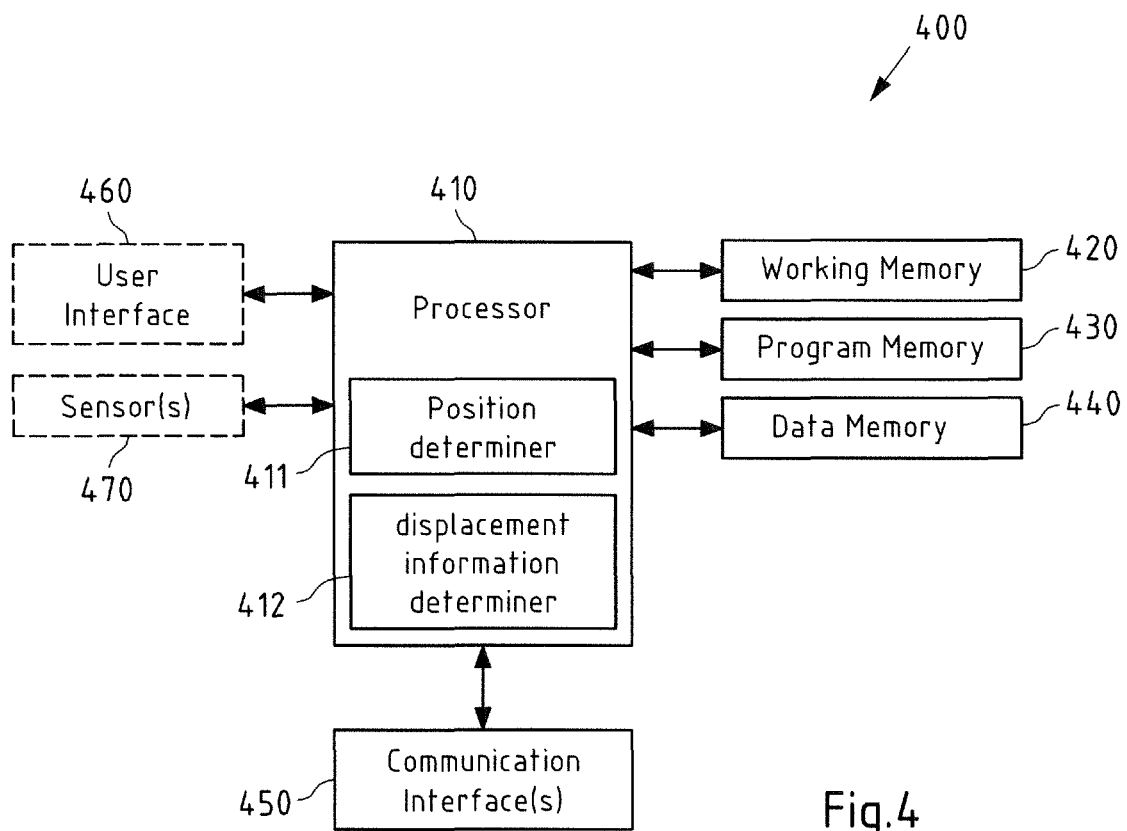 400
460
410
User
Interface
Processor
Working Memory
420
Program Memory
430
Sensor(s)
470
Position
determiner
411
Data Memory
440
displacement
information
determiner
412
Communication
Interface(s)
450
Fig.4